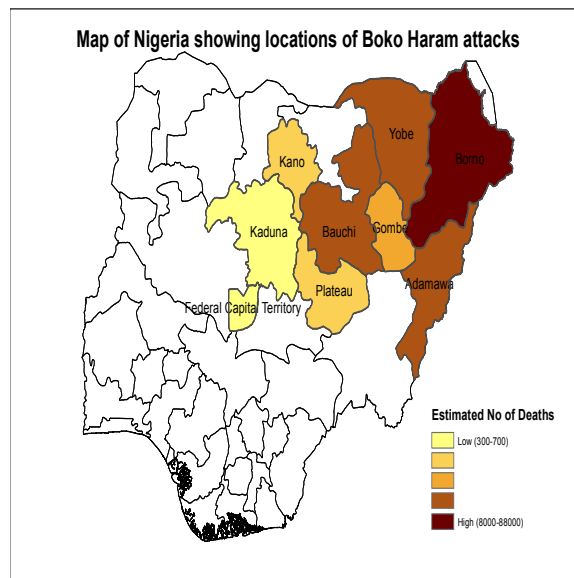 Map of Nigeria showing locations of Boko Haram attacks
Yobe
Kano
Borno
Kaduna
Bauchi
Gombe
Adamawa
Plateau
Federal Capital Territory
Estimated No of Deaths
Low (300-700)
High (8000-88000)